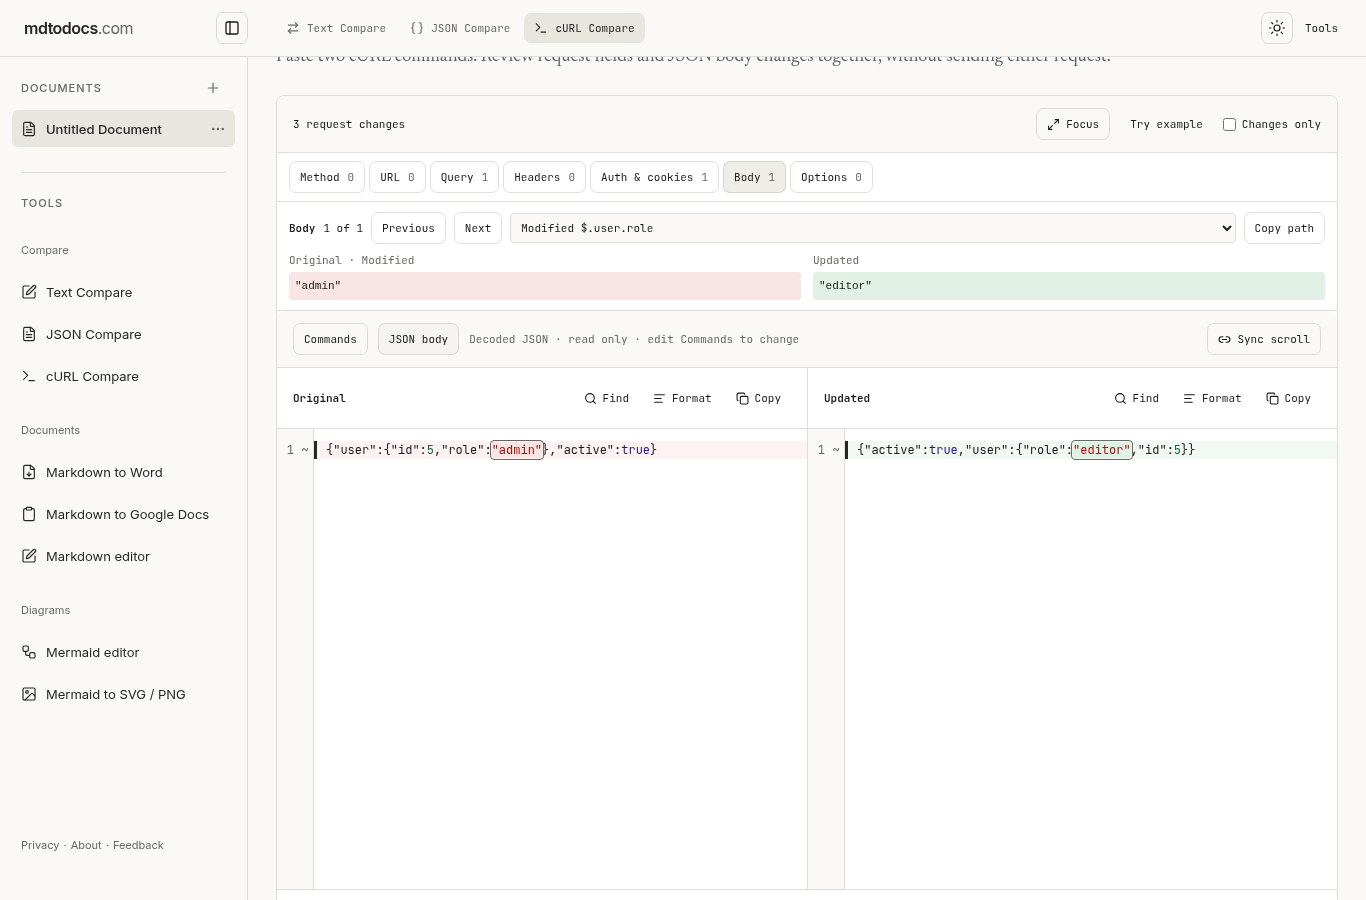 mdtodocs.com
Text Compare
JSON Compare
cURL Compare
Tools
DOCUMENTS
Untitled Document
TOOLS
Compare
Text Compare
JSON Compare
cURL Compare
Documents
Markdown to Word
Markdown to Google Docs
Markdown editor
Diagrams
Mermaid editor
Mermaid to SVG / PNG
Privacy · About · Feedback
Paste two cURL commands. Review request fields and JSON body changes together, without sending either request.
3 request changes
Focus
Try example
Changes only
Method 0
URL 0
Query 1
Headers 0
Auth & cookies 1
Body 1
Options 0
Body 1 of 1
Previous
Next
Modified $.user.role
Copy path
Original · Modified
"admin"
Updated
"editor"
Commands
JSON body
Decoded JSON · read only · edit Commands to change
Sync scroll
Original
Find
Format
Copy
1 ~ {"user":{"id":5,"role":"admin"},"active":true}
Updated
Find
Format
Copy
1 ~ {"active":true,"user":{"role":"editor","id":5}}